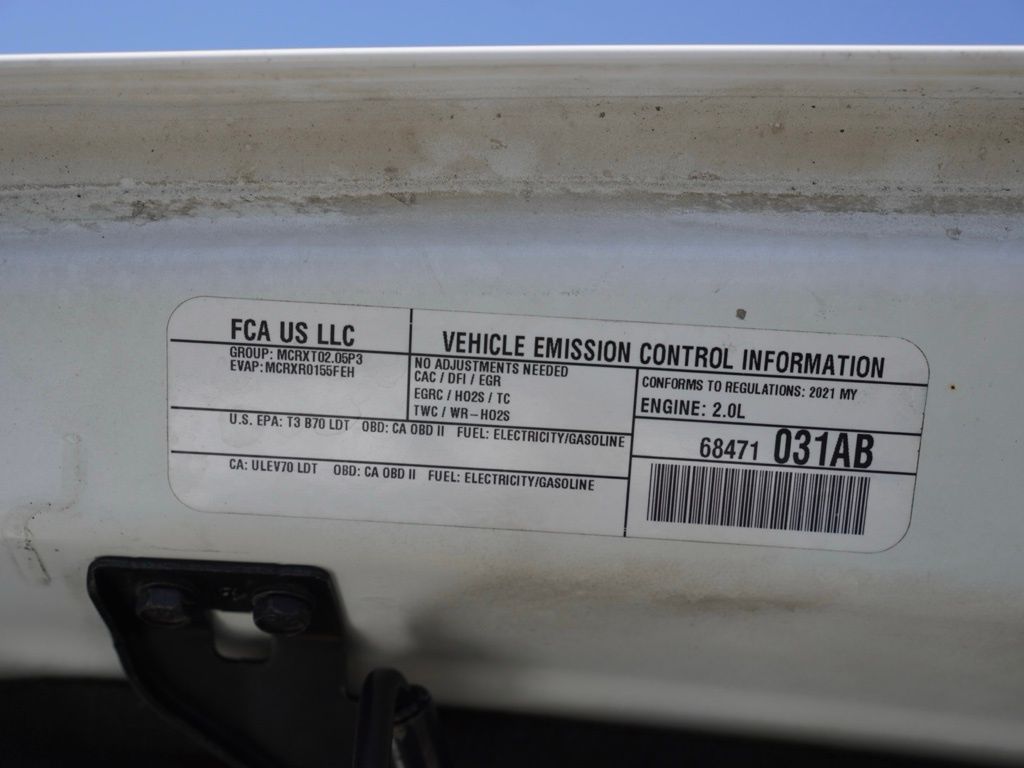 FCA US LLC
GROUP: MCRXT02.05P3
EVAP: MCRXR0155FEH
VEHICLE EMISSION CONTROL INFORMATION
NO ADJUSTMENTS NEEDED
CAC / DFI / EGR
EGRC / HO2S / TC
TWC / WR-HO2S
CONFORMS TO REGULATIONS: 2021 MY
ENGINE: 2.0L
U.S. EPA: T3 B70 LDT OBD: CA OBD II FUEL: ELECTRICITY/GASOLINE
68471 031AB
CA: ULEV70 LDT OBD: CA OBD II FUEL: ELECTRICITY/GASOLINE